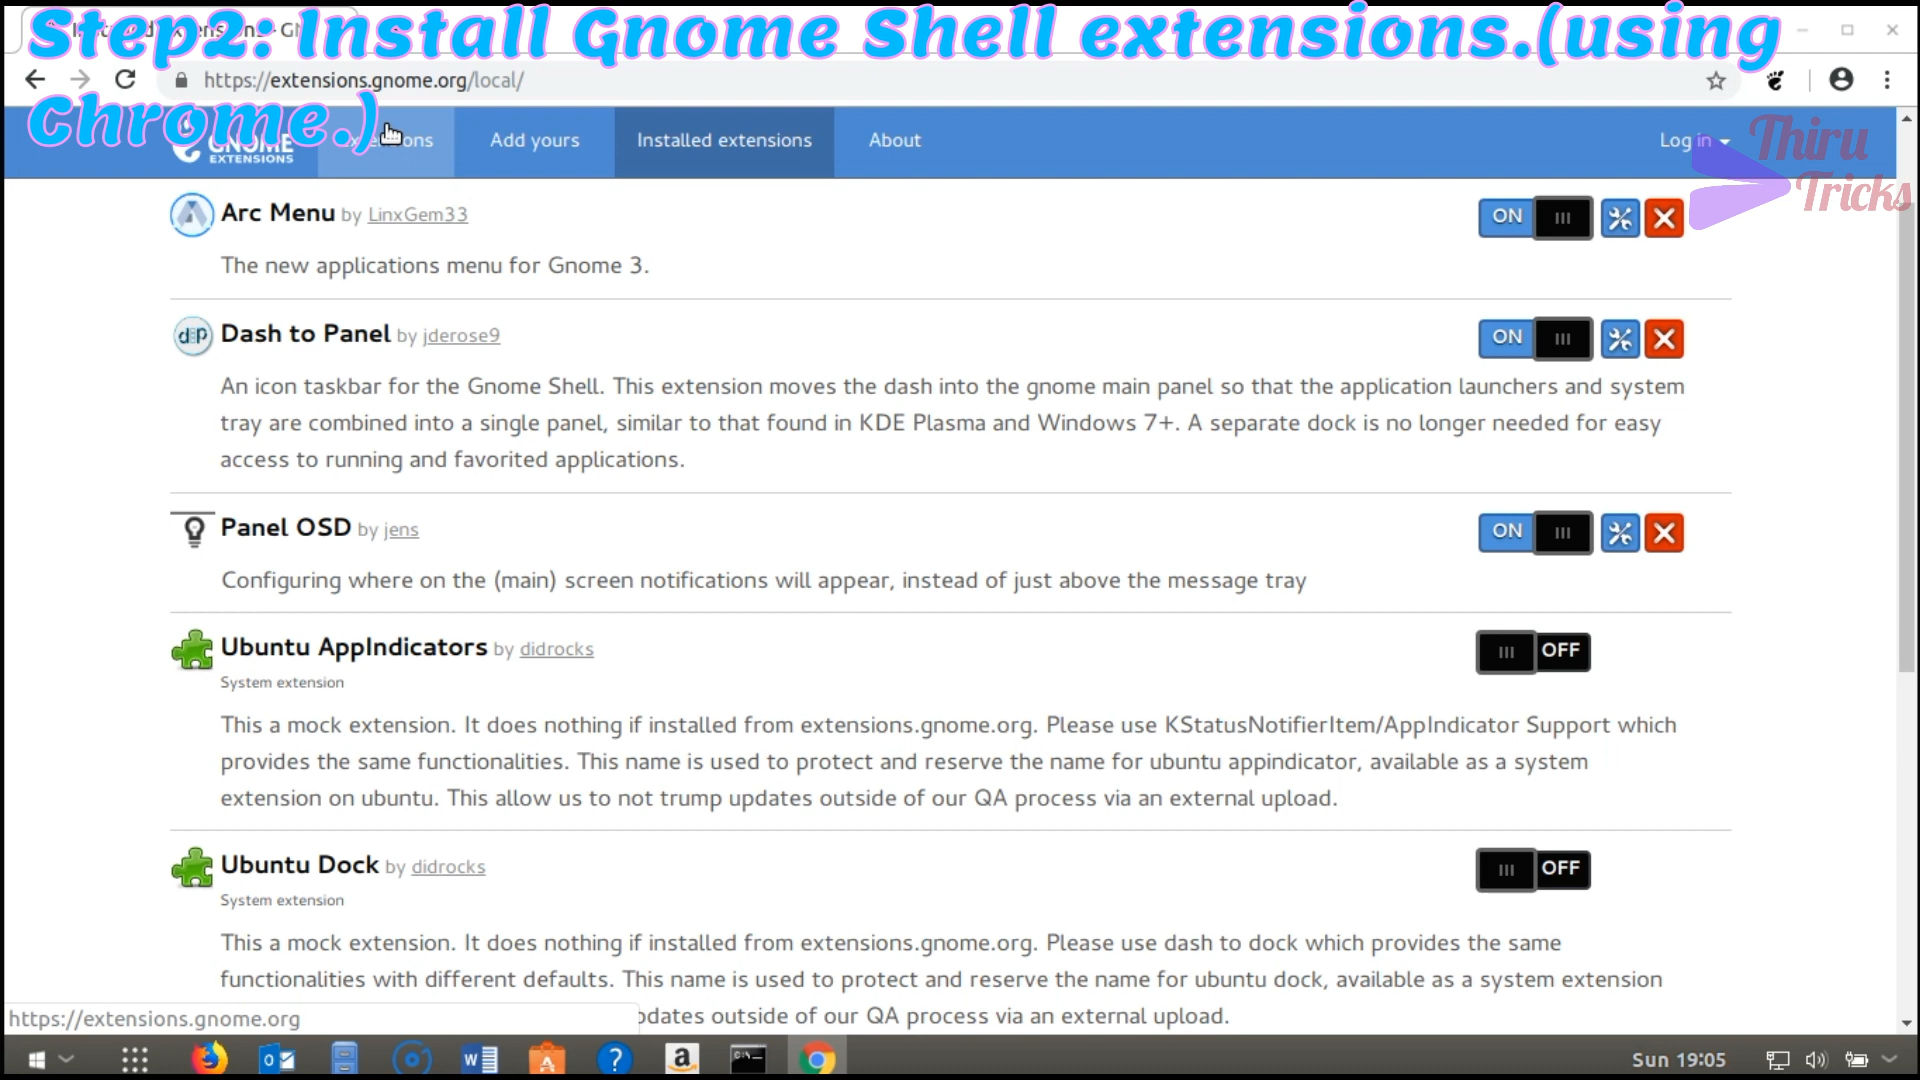 Step2: Install Gnome Shell extensions.(using
Chrome.)
https://extensions.gnome.org/local/
GNOME
EXTENSIONS
Add yours
Installed extensions
About
Log in
Thiru
Tricks
Arc Menu by LinxGem33
ON
The new applications menu for Gnome 3.
Dash to Panel by jderose9
ON
An icon taskbar for the Gnome Shell. This extension moves the dash into the gnome main panel so that the application launchers and system
tray are combined into a single panel, similar to that found in KDE Plasma and Windows 7+. A separate dock is no longer needed for easy
access to running and favorited applications.
Panel OSD by jens
ON
Configuring where on the (main) screen notifications will appear, instead of just above the message tray
Ubuntu AppIndicators by didrocks
OFF
System extension
This a mock extension. It does nothing if installed from extensions.gnome.org. Please use KStatusNotifierItem/AppIndicator Support which
provides the same functionalities. This name is used to protect and reserve the name for ubuntu appindicator, available as a system
extension on ubuntu. This allow us to not trump updates outside of our QA process via an external upload.
Ubuntu Dock by didrocks
OFF
System extension
This a mock extension. It does nothing if installed from extensions.gnome.org. Please use dash to dock which provides the same
functionalities with different defaults. This name is used to protect and reserve the name for ubuntu dock, available as a system extension
outside of our QA process via an external upload.
https://extensions.gnome.org
Sun 19:05